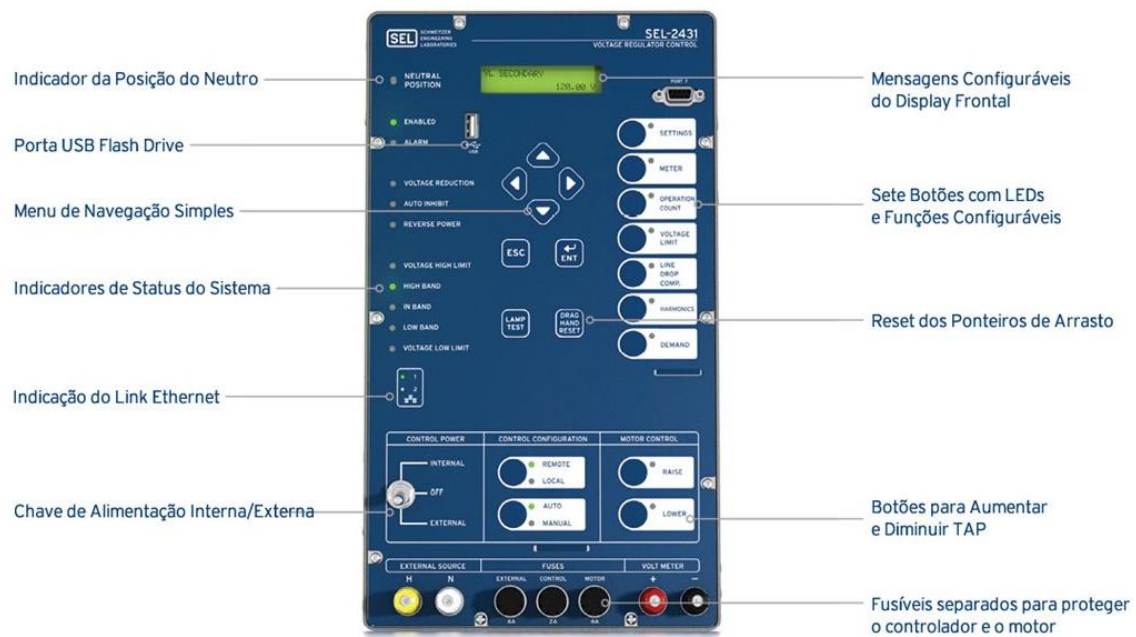 Indicador da Posição do Neutro
Porta USB Flash Drive
Menu de Navegação Simples
Indicadores de Status do Sistema
Indicação do Link Ethernet
Chave de Alimentação Interna/Externa
SEL
SCHWEITZER
ENGINEERING
LABORATORIES
SEL-2431
VOLTAGE REGULATOR CONTROL
NEUTRAL
POSITION
VL SECONDARY
120.00 V
PORT F
ENABLED
ALARM
USB
VOLTAGE REDUCTION
AUTO INHIBIT
REVERSE POWER
VOLTAGE HIGH LIMIT
HIGH BAND
IN BAND
LOW BAND
VOLTAGE LOW LIMIT
1
2
ESC
ENT
LAMP
TEST
DRAG
HAND
RESET
SETTINGS
METER
OPERATION
COUNT
VOLTAGE
LIMIT
LINE
DROP
COMP.
HARMONICS
DEMAND
CONTROL POWER
INTERNAL
OFF
EXTERNAL
CONTROL CONFIGURATION
REMOTE
LOCAL
AUTO
MANUAL
MOTOR CONTROL
RAISE
LOWER
EXTERNAL SOURCE
H N
FUSES
EXTERNAL CONTROL MOTOR
6A 2A 6A
VOLT METER
+ −
Mensagens Configuráveis
do Display Frontal
Sete Botões com LEDs
e Funções Configuráveis
Reset dos Ponteiros de Arrasto
Botões para Aumentar
e Diminuir TAP
Fusíveis separados para proteger
o controlador e o motor